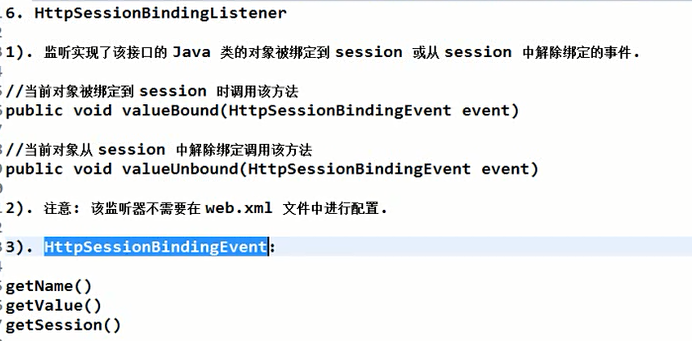 6. HttpSessionBindingListener
1). 监听实现了该接口的 Java 类的对象被绑定到 session 或从 session 中解除绑定的事件.
//当前对象被绑定到 session 时调用该方法
public void valueBound(HttpSessionBindingEvent event)
//当前对象从 session 中解除绑定调用该方法
public void valueUnbound(HttpSessionBindingEvent event)
2). 注意: 该监听器不需要在 web.xml 文件中进行配置.
3). HttpSessionBindingEvent:
getName()
getValue()
getSession()